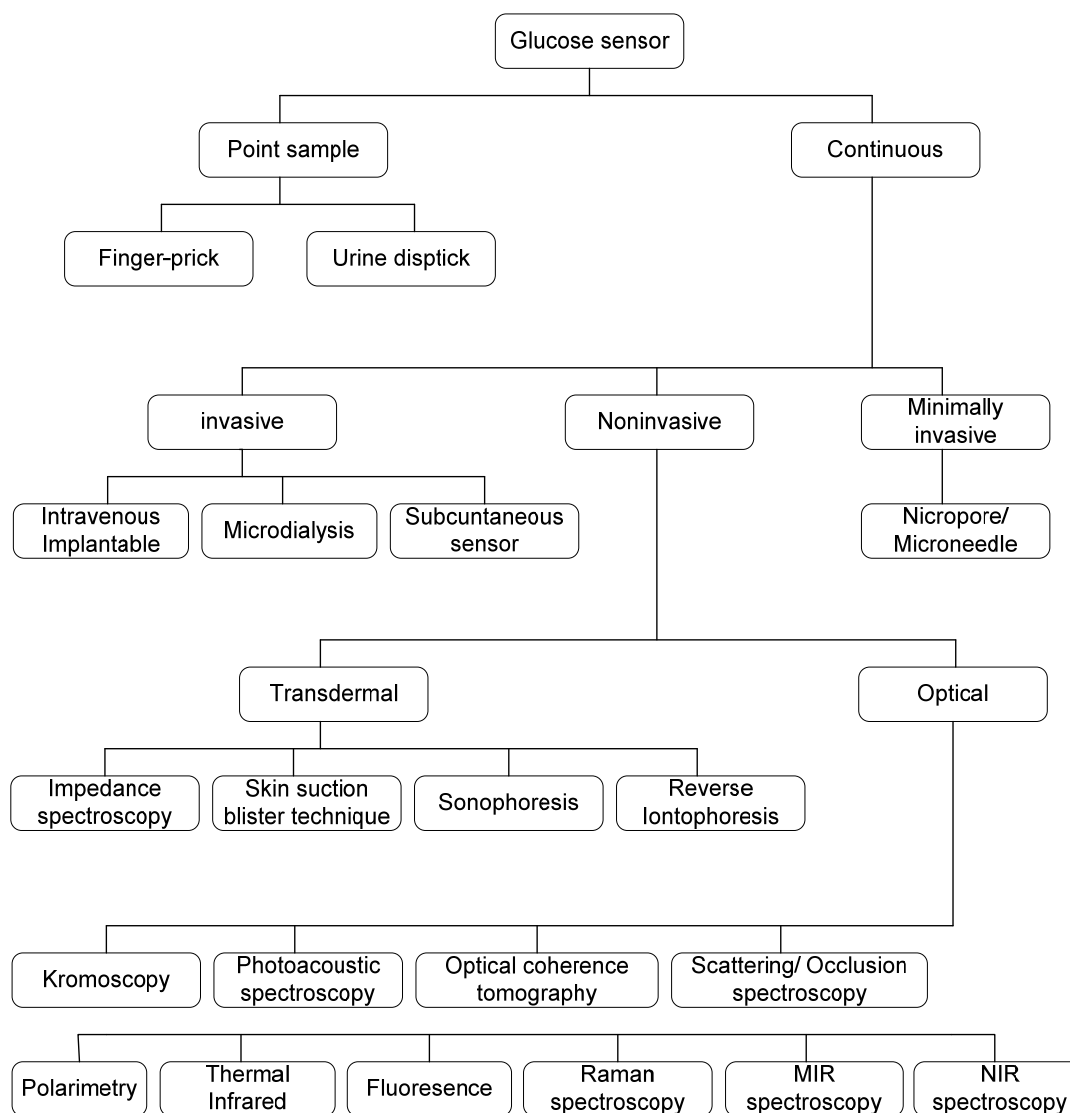 Glucose sensor
Point sample
Continuous
Finger-prick
Urine disptick
invasive
Noninvasive
Minimally
invasive
Intravenous
Implantable
Microdialysis
Subcuntaneous
sensor
Nicropore/
Microneedle
Transdermal
Optical
Impedance
spectroscopy
Skin suction
blister technique
Sonophoresis
Reverse
Iontophoresis
Kromoscopy
Photoacoustic
spectroscopy
Optical coherence
tomography
Scattering/ Occlusion
spectroscopy
Polarimetry
Thermal
Infrared
Fluoresence
Raman
spectroscopy
MIR
spectroscopy
NIR
spectroscopy